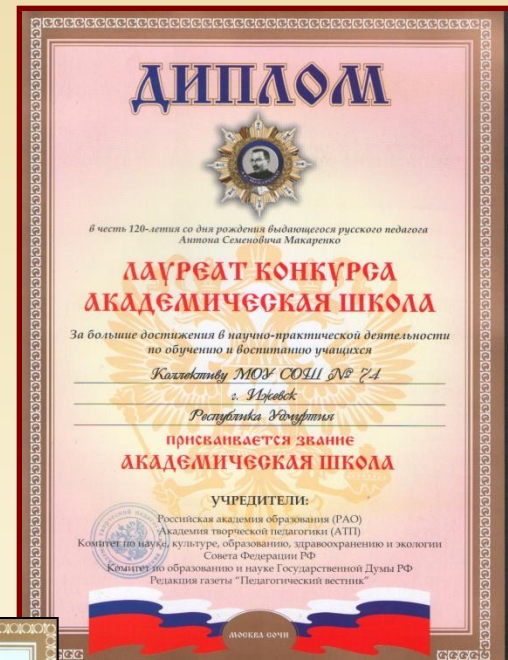 ДИПЛОМ
в честь 120-летия со дня рождения выдающегося русского педагога
Антона Семеновича Макаренко
ЛАУРЕАТ КОНКУРСА
АКАДЕМИЧЕСКАЯ ШКОЛА
За большие достижения в научно-практической деятельности
по обучению и воспитанию учащихся
Коллективу МОУ СОШ № 74
г. Ижевск
Республика Удмуртия
ПРИСВАИВАЕТСЯ ЗВАНИЕ
АКАДЕМИЧЕСКАЯ ШКОЛА
УЧРЕДИТЕЛИ:
Российская академия образования (РАО)
Академия творческой педагогики (АТП)
Комитет по науке, культуре, образованию, здравоохранению и экологии
Совета Федерации РФ
Комитет по образованию и науке Государственной Думы РФ
Редакция газеты "Педагогический вестник"
МОСКВА СОЧИ